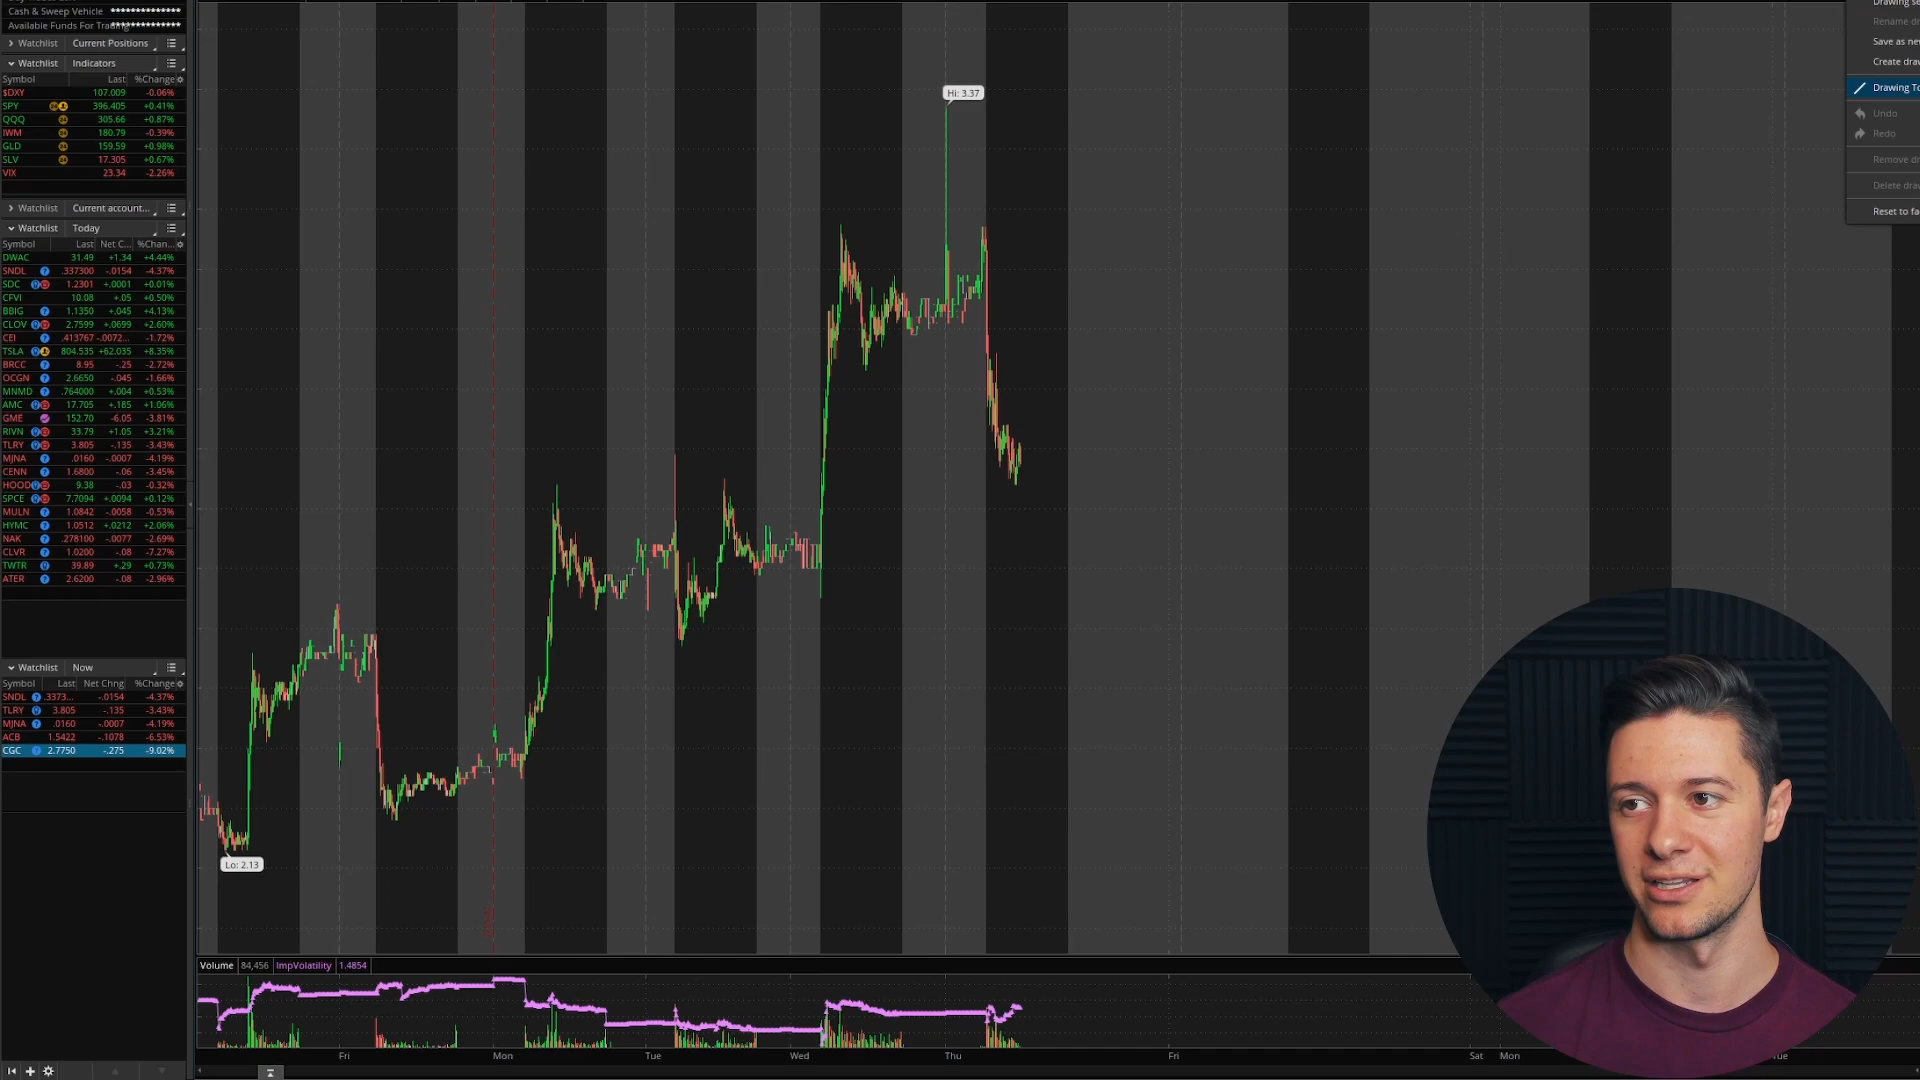 Cash & Sweep Vehicle ***************
Available Funds For Trading ***************
Watchlist Current Positions
Watchlist Indicators
Symbol Last %Change
$DXY 107.009 -0.06%
SPY 396.405 +0.41%
QQQ 305.66 +0.87%
IWM 180.79 -0.39%
GLD 159.59 +0.98%
SLV 17.305 +0.67%
VIX 23.34 -2.26%
Watchlist Current account...
Watchlist Today
Symbol Last Net C... %Chan...
DWAC 31.49 +1.34 +4.44%
SNDL .337300 -.0154 -4.37%
SDC 1.2301 +.0001 +0.01%
CFVI 10.08 +.05 +0.50%
BBIG 1.1350 +.045 +4.13%
CLOV 2.7599 +.0699 +2.60%
CEI .413767 -.0072... -1.72%
TSLA 804.535 +62.035 +8.35%
BRCC 8.95 -.25 -2.72%
OCGN 2.6650 -.045 -1.66%
MNMD .764000 +.004 +0.53%
AMC 17.705 +.185 +1.06%
GME 152.70 -6.05 -3.81%
RIVN 33.79 +1.05 +3.21%
TLRY 3.805 -.135 -3.43%
MJNA .0160 -.0007 -4.19%
CENN 1.6800 -.06 -3.45%
HOOD 9.38 -.03 -0.32%
SPCE 7.7094 +.0094 +0.12%
MULN 1.0842 -.0058 -0.53%
HYMC 1.0512 +.0212 +2.06%
NAK .278100 -.0077 -2.69%
CLVR 1.0200 -.08 -7.27%
TWTR 39.89 +.29 +0.73%
ATER 2.6200 -.08 -2.96%
Watchlist Now
Symbol Last Net Chng %Change
SNDL .3373... -.0154 -4.37%
TLRY 3.805 -.135 -3.43%
MJNA .0160 -.0007 -4.19%
ACB 1.5422 -.1078 -6.53%
CGC 2.7750 -.275 -9.02%
Hi: 3.37
Lo: 2.13
Drawing se
Rename dr
Save as new
Create draw
Drawing To
Undo
Redo
Remove dr
Delete draw
Reset to fa
Volume 84,456 ImpVolatility 1.4854
Fri Mon Tue Wed Thu Fri Sat Mon Tue